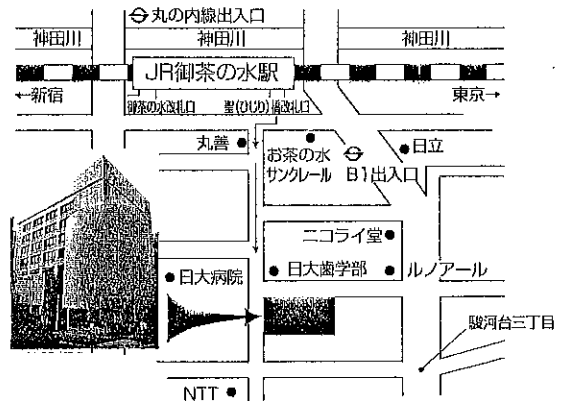 丸の内線出入口
神田川 神田川 神田川
JR御茶の水駅
←新宿 東京→
御茶の水改札口 聖(ひじり)橋改札口
丸善
お茶の水
サンクレール B1出入口
日立
ニコライ堂
日大病院 日大歯学部 ルノアール
駿河台三丁目
NTT